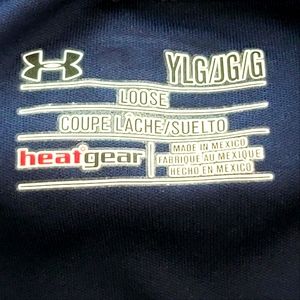 YLG/JG/G
LOOSE
COUPE LÂCHE/SUELTO
heatgear
MADE IN MEXICO
FABRIQUÉ AU MEXIQUE
HECHO EN MÉXICO